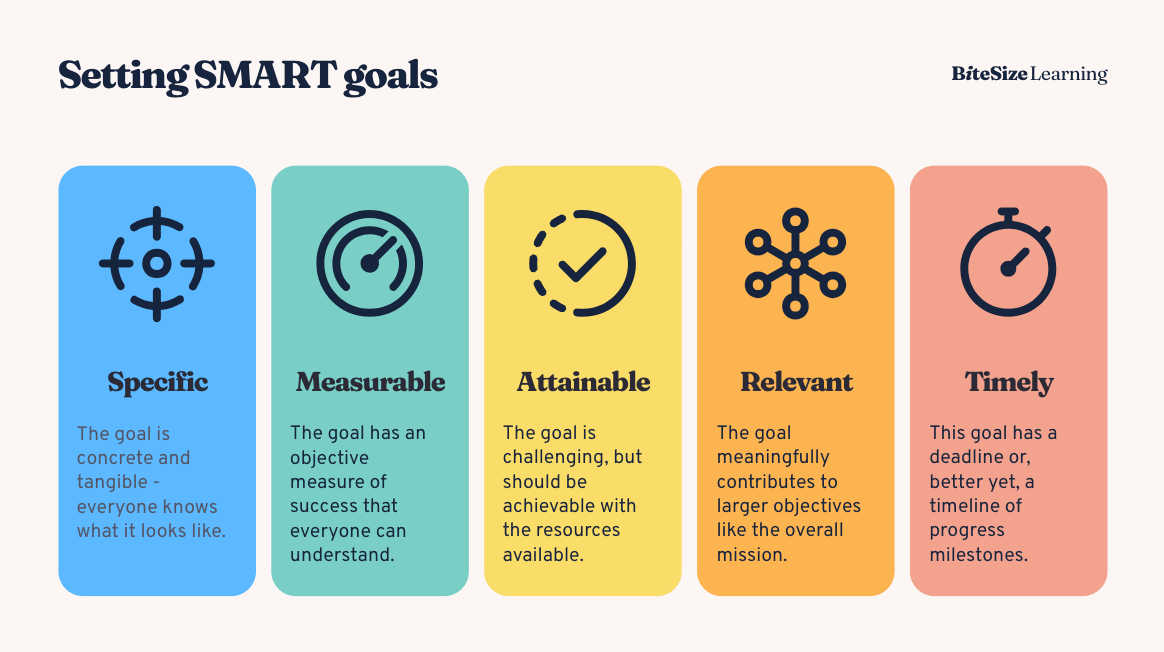 Setting SMART goals
BiteSize Learning
Specific
The goal is
concrete and
tangible -
everyone knows
what it looks like.
Measurable
The goal has an
objective
measure of
success that
everyone can
understand.
Attainable
The goal is
challenging, but
should be
achievable with
the resources
available.
Relevant
The goal
meaningfully
contributes to
larger objectives
like the overall
mission.
Timely
This goal has a
deadline or,
better yet, a
timeline of
progress
milestones.